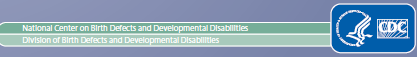 National Center on Birth Defects and Developmental Disabilities
Division of Birth Defects and Developmental Disabilities
CDC